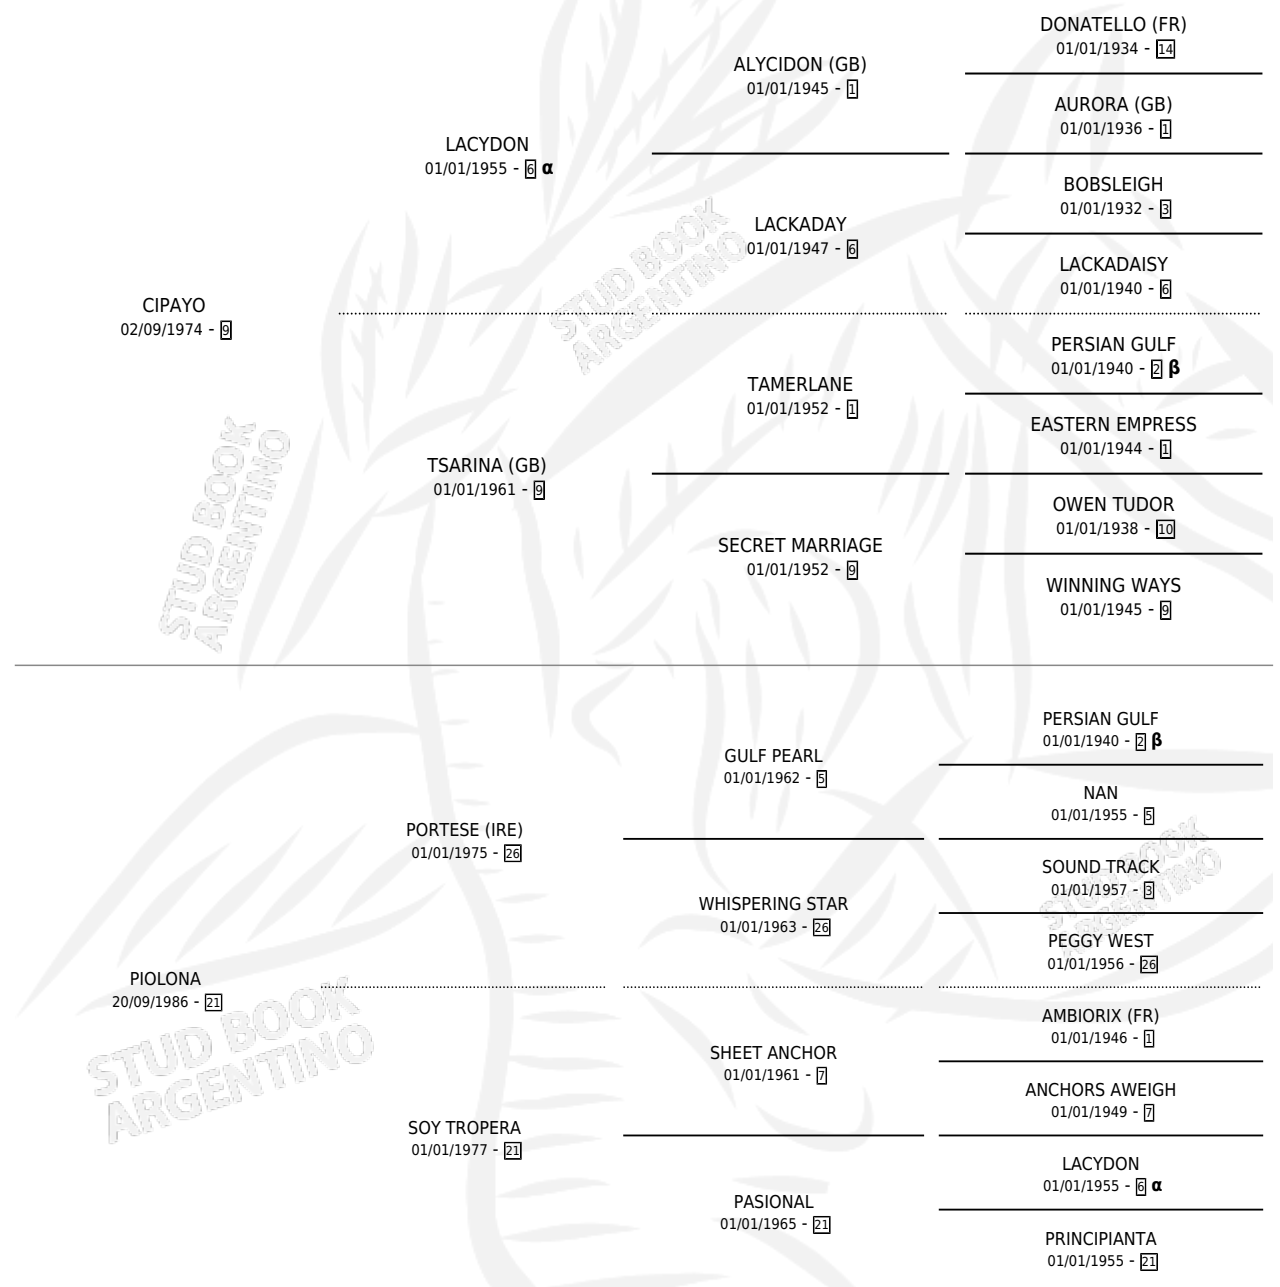 DONATELLO (FR)
01/01/1934 - 14
ALYCIDON (GB)
01/01/1945 - 1
AURORA (GB)
01/01/1936 - 1
LACYDON
01/01/1955 - 6 α
BOBSLEIGH
01/01/1932 - 3
LACKADAY
01/01/1947 - 6
LACKADAISY
01/01/1940 - 6
CIPAYO
02/09/1974 - 9
PERSIAN GULF
01/01/1940 - 2 β
TAMERLANE
01/01/1952 - 1
EASTERN EMPRESS
01/01/1944 - 1
TSARINA (GB)
01/01/1961 - 9
OWEN TUDOR
01/01/1938 - 10
SECRET MARRIAGE
01/01/1952 - 9
WINNING WAYS
01/01/1945 - 9
PERSIAN GULF
01/01/1940 - 2 β
GULF PEARL
01/01/1962 - 5
NAN
01/01/1955 - 5
PORTESE (IRE)
01/01/1975 - 26
SOUND TRACK
01/01/1957 - 3
WHISPERING STAR
01/01/1963 - 26
PEGGY WEST
01/01/1956 - 26
PIOLONA
20/09/1986 - 21
AMBIORIX (FR)
01/01/1946 - 1
SHEET ANCHOR
01/01/1961 - 7
ANCHORS AWEIGH
01/01/1949 - 7
SOY TROPERA
01/01/1977 - 21
LACYDON
01/01/1955 - 6 α
PASIONAL
01/01/1965 - 21
PRINCIPIANTA
01/01/1955 - 21
STUD BOOK
ARGENTINO
STUD BOOK
ARGENTINO
STUD BOOK
ARGENTINO
STUD BOOK
ARGENTINO